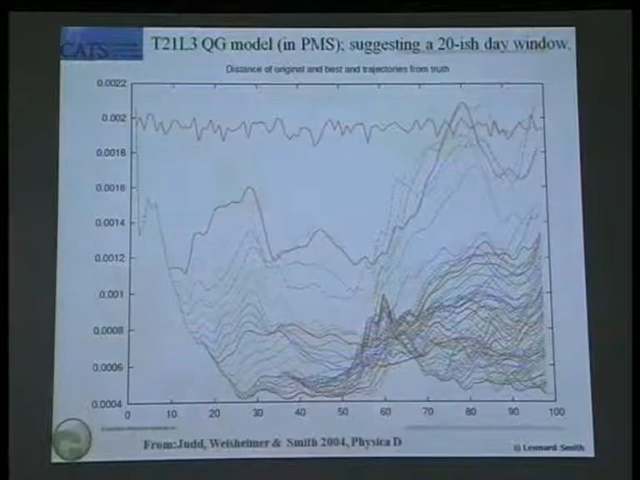 CATS
T21L3 QG model (in PMS); suggesting a 20-ish day window.
Distance of original and best and trajectories from truth
0.0022
0.002
0.0018
0.0016
0.0014
0.0012
0.001
0.0008
0.0006
0.0004
0 10 20 30 40 50 60 70 80 90 100
From:Judd, Weisheimer & Smith 2004, Physica D
© Leonard Smith